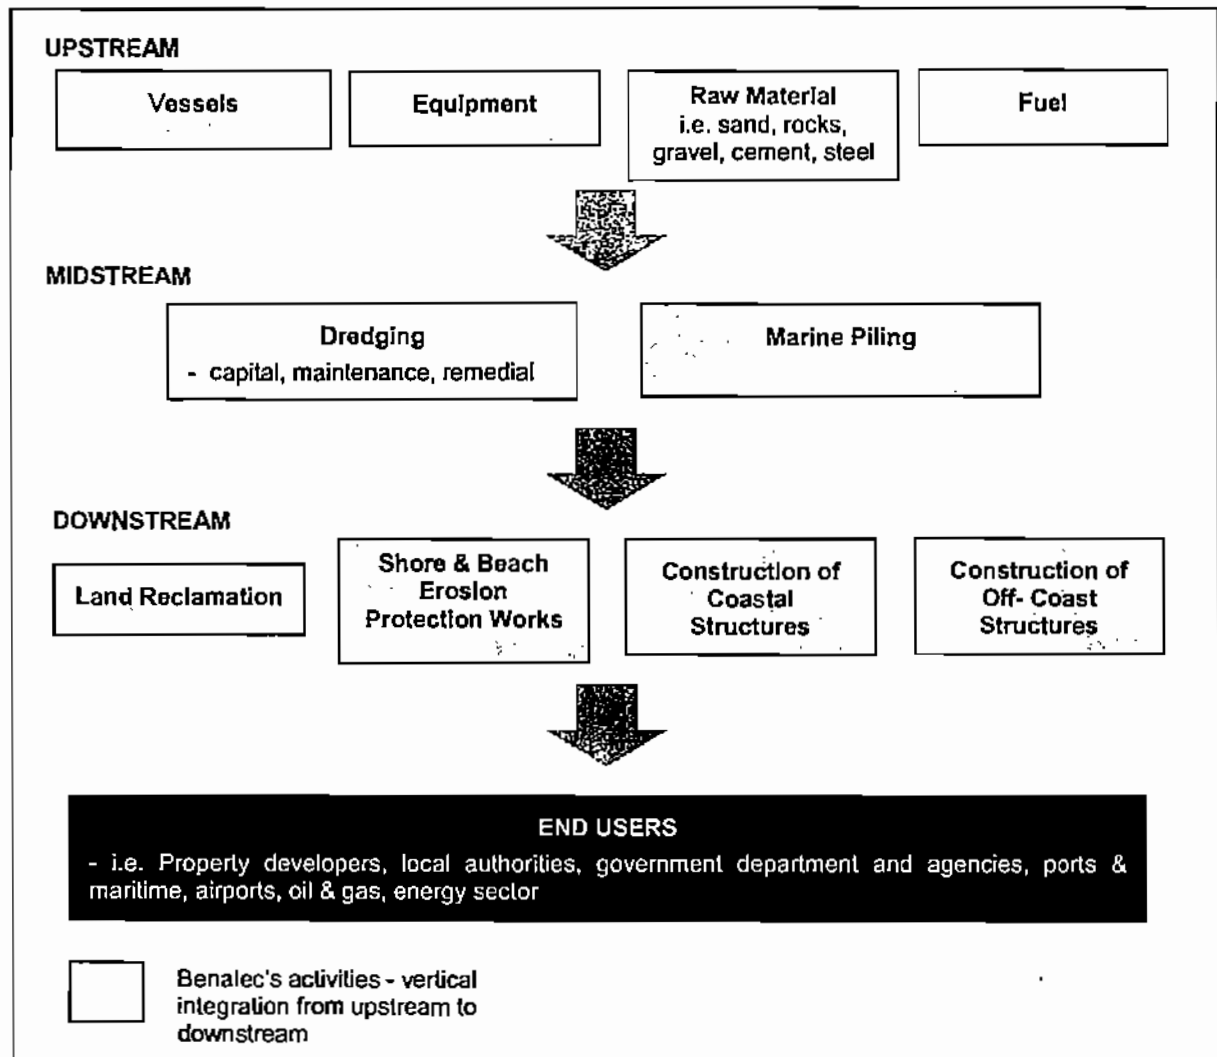 UPSTREAM
Vessels
Equipment
Raw Material
i.e. sand, rocks,
gravel, cement, steel
Fuel
MIDSTREAM
Dredging
- capital, maintenance, remedial
Marine Piling
DOWNSTREAM
Land Reclamation
Shore & Beach
Erosion
Protection Works
Construction of
Coastal
Structures
Construction of
Off- Coast
Structures
END USERS
- i.e. Property developers, local authorities, government department and agencies, ports &
maritime, airports, oil & gas, energy sector
Benalec's activities - vertical
integration from upstream to
downstream